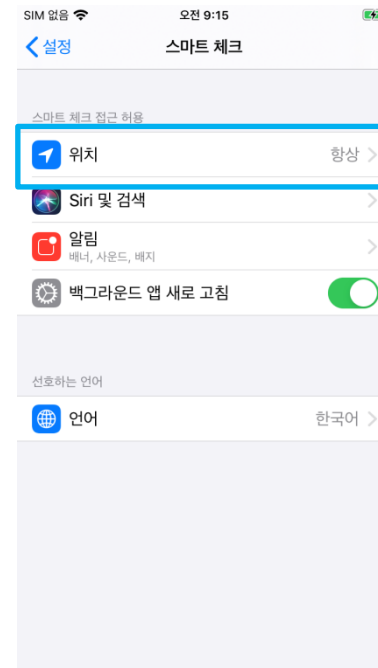 SIM 없음 오전 9:15
설정 스마트 체크
스마트 체크 접근 허용
위치 항상
Siri 및 검색
알림
배너, 사운드, 배지
백그라운드 앱 새로 고침
선호하는 언어
언어 한국어